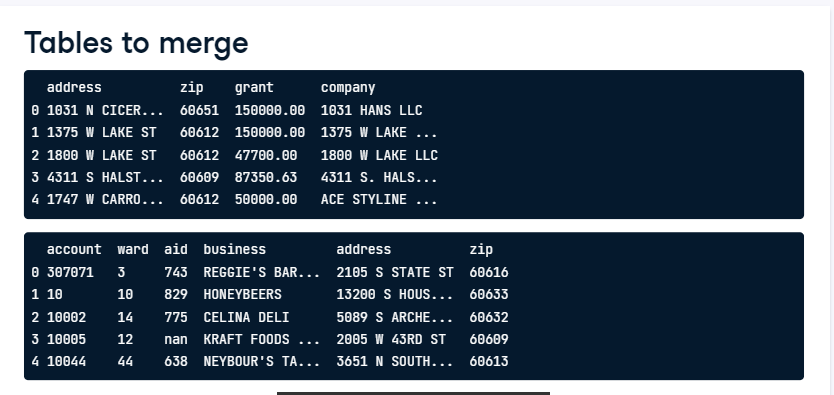 Tables to merge
address zip grant company
0 1031 N CICER... 60651 150000.00 1031 HANS LLC
1 1375 W LAKE ST 60612 150000.00 1375 W LAKE ...
2 1800 W LAKE ST 60612 47700.00 1800 W LAKE LLC
3 4311 S HALST... 60609 87350.63 4311 S. HALS...
4 1747 W CARRO... 60612 50000.00 ACE STYLINE ...
account ward aid business address zip
0 307071 3 743 REGGIE'S BAR... 2105 S STATE ST 60616
1 10 10 829 HONEYBEERS 13200 S HOUS... 60633
2 10002 14 775 CELINA DELI 5089 S ARCHE... 60632
3 10005 12 nan KRAFT FOODS ... 2005 W 43RD ST 60609
4 10044 44 638 NEYBOUR'S TA... 3651 N SOUTH... 60613